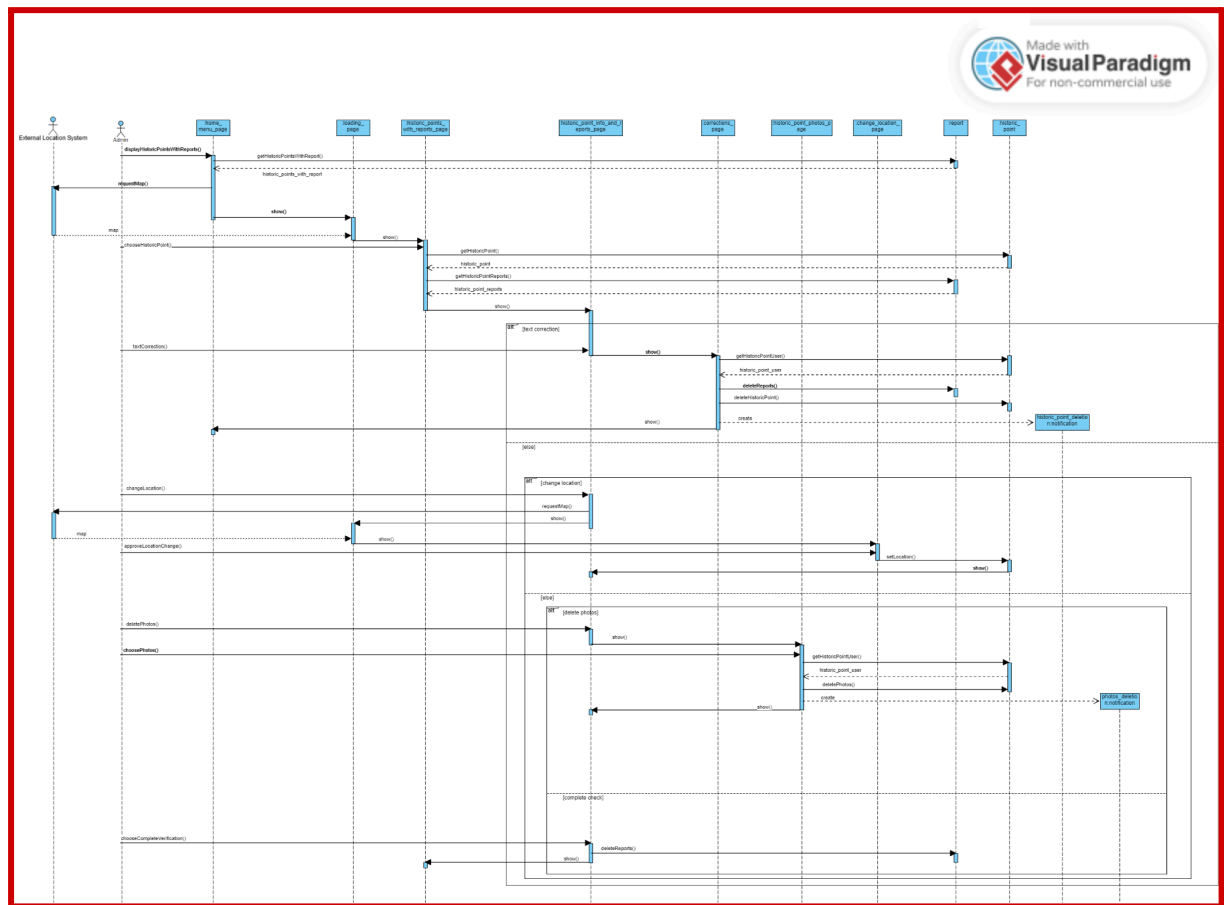 Made with
VisualParadigm
For non-commercial use
External Location System
Admin
:home_
menu_page
:loading_
page
:historic_points_
with_reports_page
:historic_point_info_and_r
eports_page
:corrections_
page
:historic_point_photos_p
age
:change_location_
page
:report
:historic_
point
displayHistoricPointsWithReports()
getHistoricPointsWithReport()
historic_points_with_report
requestMap()
show()
map
show()
chooseHistoricPoint()
getHistoricPoint()
historic_point
getHistoricPointReports()
historic_point_reports
show()
alt
[text correction]
textCorrection()
show()
getHistoricPointUser()
historic_point_user
deleteReports()
deleteHistoricPoint()
create
historic_point_deletio
n:notification
show()
[else]
alt
[change location]
changeLocation()
requestMap()
show()
map
show()
approveLocationChange()
setLocation()
show()
[else]
alt
[delete photos]
deletePhotos()
show()
choosePhotos()
getHistoricPointUser()
historic_point_user
deletePhotos()
create
photos_deletio
n:notification
show()
[complete check]
chooseCompleteVerification()
deleteReports()
show()